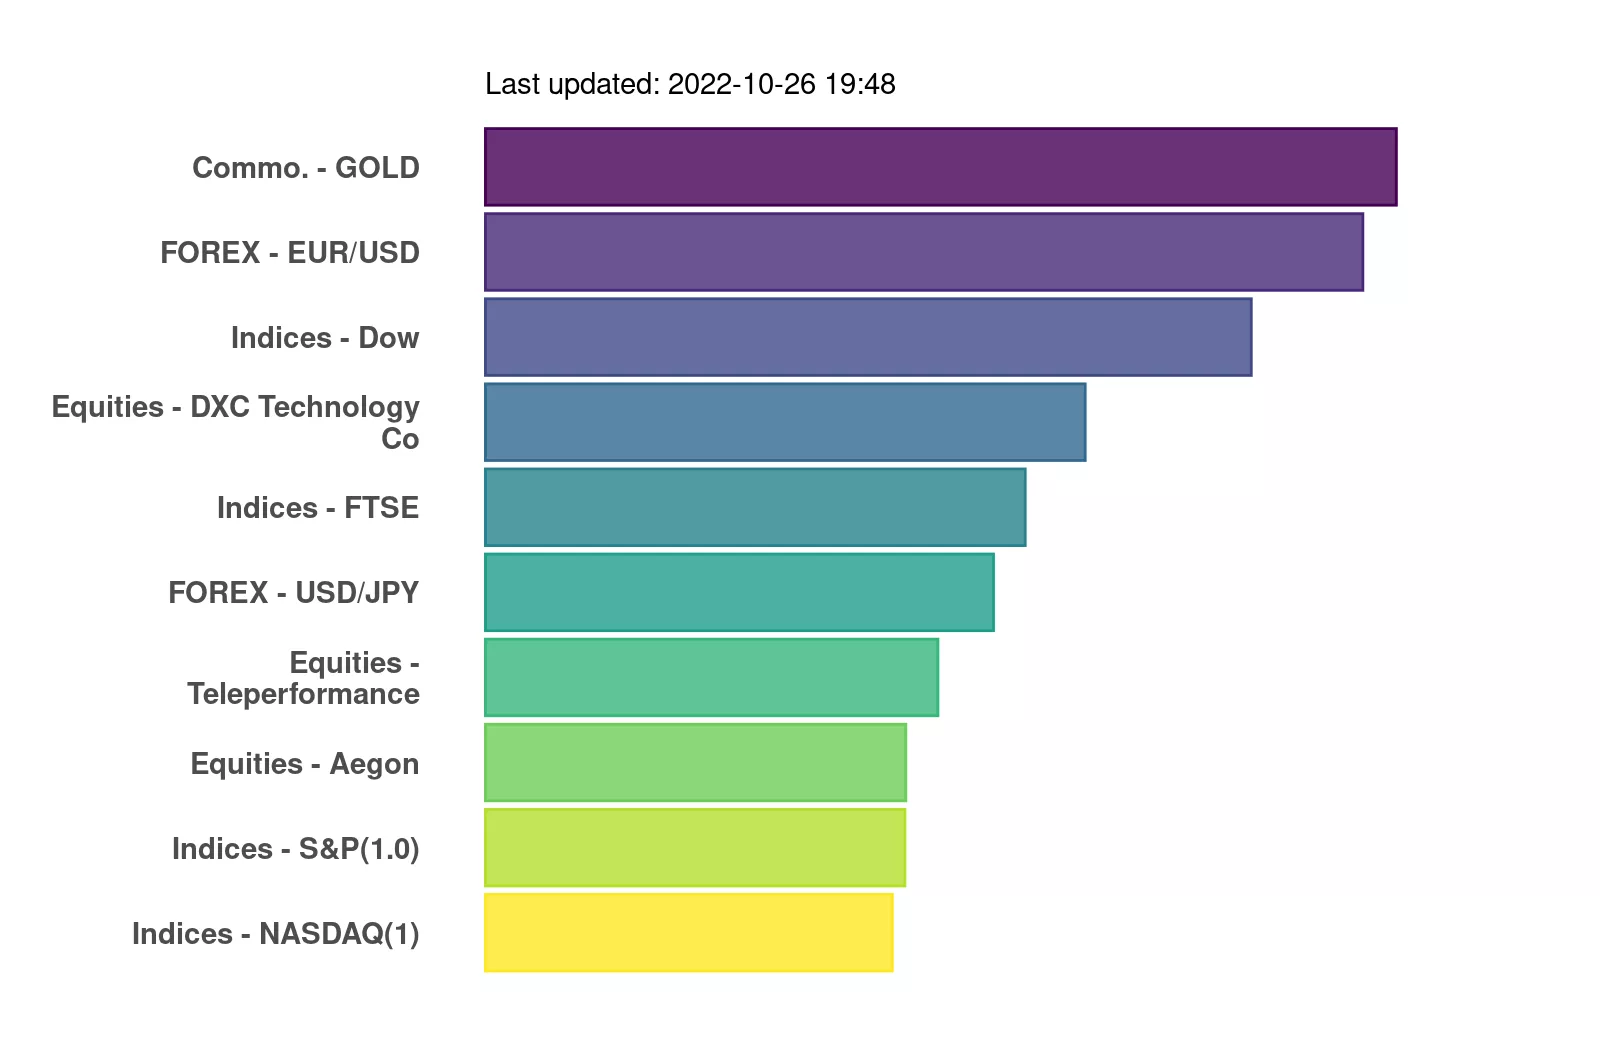 Last updated: 2022-10-26 19:48
Commo. - GOLD
FOREX - EUR/USD
Indices - Dow
Equities - DXC Technology
Co
Indices - FTSE
FOREX - USD/JPY
Equities -
Teleperformance
Equities - Aegon
Indices - S&P(1.0)
Indices - NASDAQ(1)